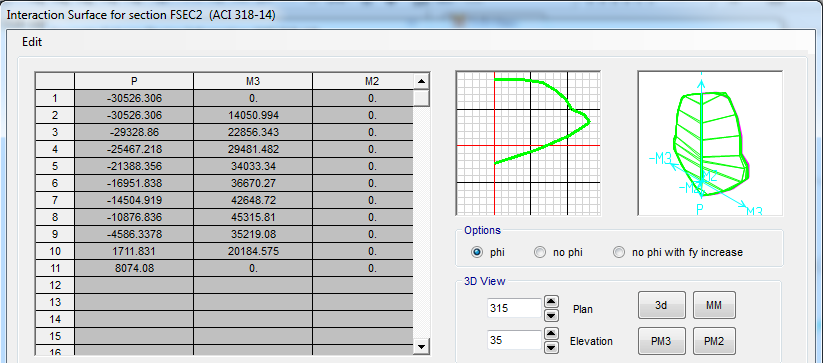 Interaction Surface for section FSEC2 (ACI 318-14)
Edit
P M3 M2
1 -30526.306 0. 0.
2 -30526.306 14050.994 0.
3 -29328.86 22856.343 0.
4 -25467.218 29481.482 0.
5 -21388.356 34033.34 0.
6 -16951.838 36670.27 0.
7 -14504.919 42648.72 0.
8 -10876.836 45315.81 0.
9 -4586.3378 35219.08 0.
10 1711.831 20184.575 0.
11 8074.08 0. 0.
12
13
14
15
16
-M3
M2
P
M3
Options
phi no phi no phi with fy increase
3D View
315 Plan 3d MM
35 Elevation PM3 PM2